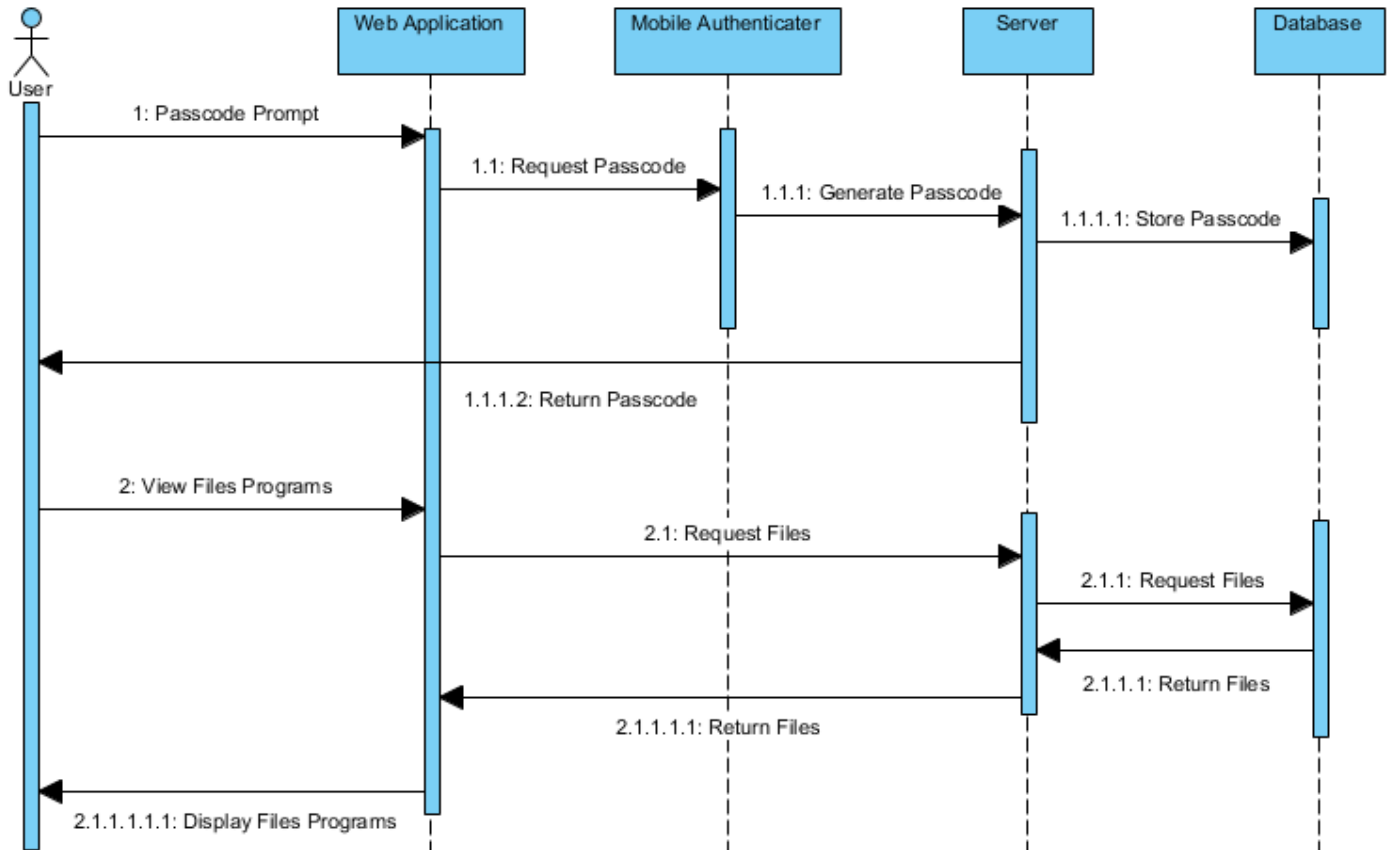 Web Application
Mobile Authenticater
Server
Database
User
1: Passcode Prompt
1.1: Request Passcode
1.1.1: Generate Passcode
1.1.1.1: Store Passcode
1.1.1.2: Return Passcode
2: View Files Programs
2.1: Request Files
2.1.1: Request Files
2.1.1.1: Return Files
2.1.1.1.1: Return Files
2.1.1.1.1.1: Display Files Programs